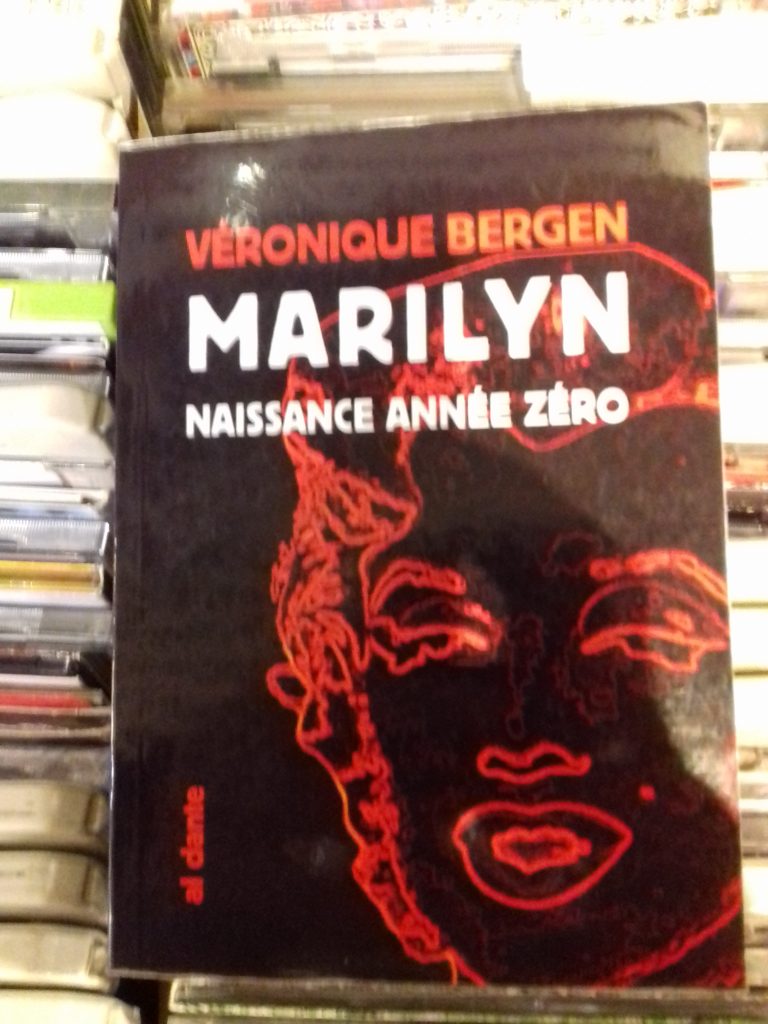 VÉRONIQUE BERGEN
MARILYN
NAISSANCE ANNÉE ZÉRO
al dante